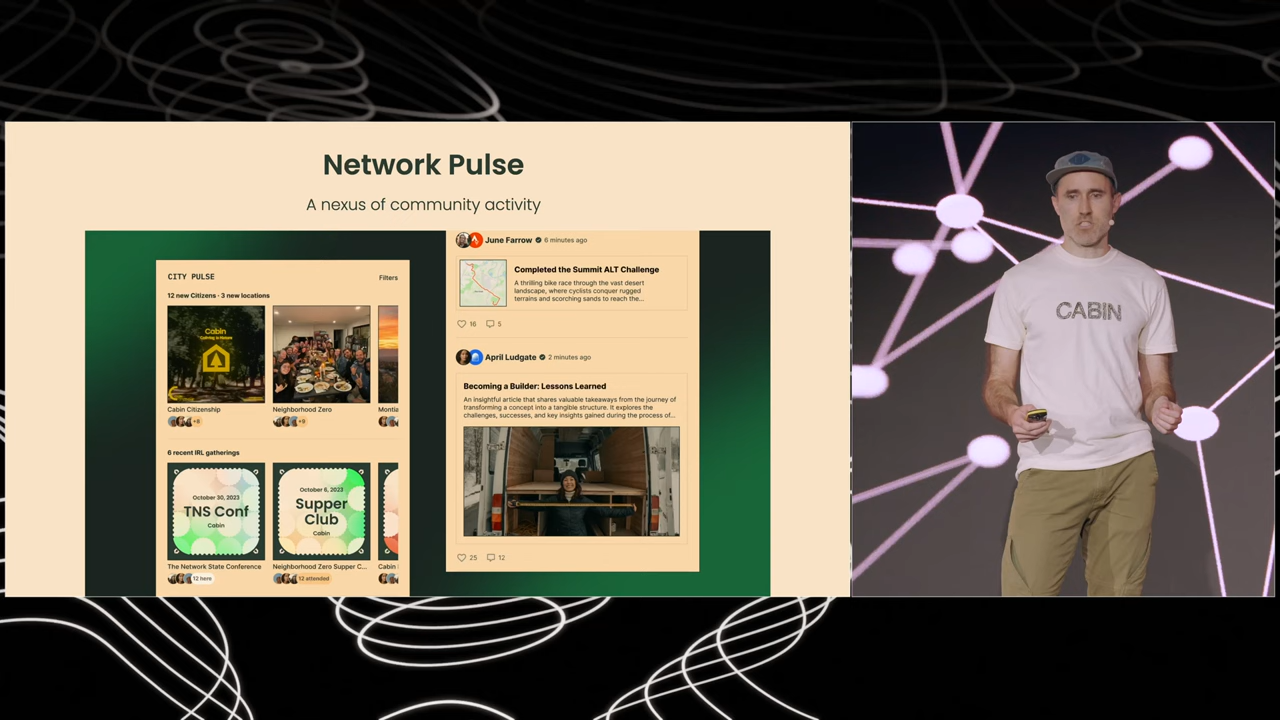 Network Pulse
A nexus of community activity
CITY PULSE
Filters
12 new Citizens · 3 new locations
Cabin
Cabin Citizenship
+8
Neighborhood Zero
+9
6 recent IRL gatherings
October 30, 2023
TNS Conf
Cabin
The Network State Conference
12 here
October 6, 2023
Supper
Club
Cabin
Neighborhood Zero Supper C...
12 attended
June Farrow
6 minutes ago
Completed the Summit ALT Challenge
A thrilling bike race through the vast desert
landscape, where cyclists conquer rugged
terrains and scorching sands to reach the...
16
5
April Ludgate
2 minutes ago
Becoming a Builder: Lessons Learned
An insightful article that shares valuable takeaways from the journey of
transforming a concept into a tangible structure. It explores the
challenges, successes, and key insights gained during the process of...
25
12
CABIN